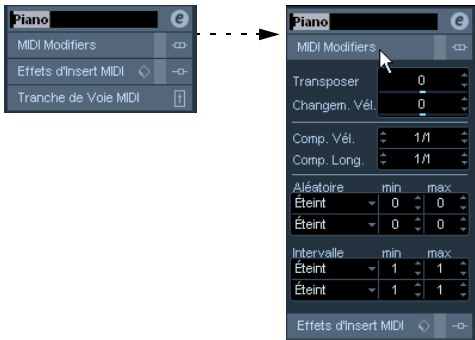 Piano e
MIDI Modifiers
Effets d'Insert MIDI
Tranche de Voie MIDI
Piano e
MIDI Modifiers
Transposer 0
Changem. Vél. 0
Comp. Vél. 1/1
Comp. Long. 1/1
Aléatoire min max
Éteint 0 0
Éteint 0 0
Intervalle min max
Éteint 1 1
Éteint 1 1
Effets d'Insert MIDI